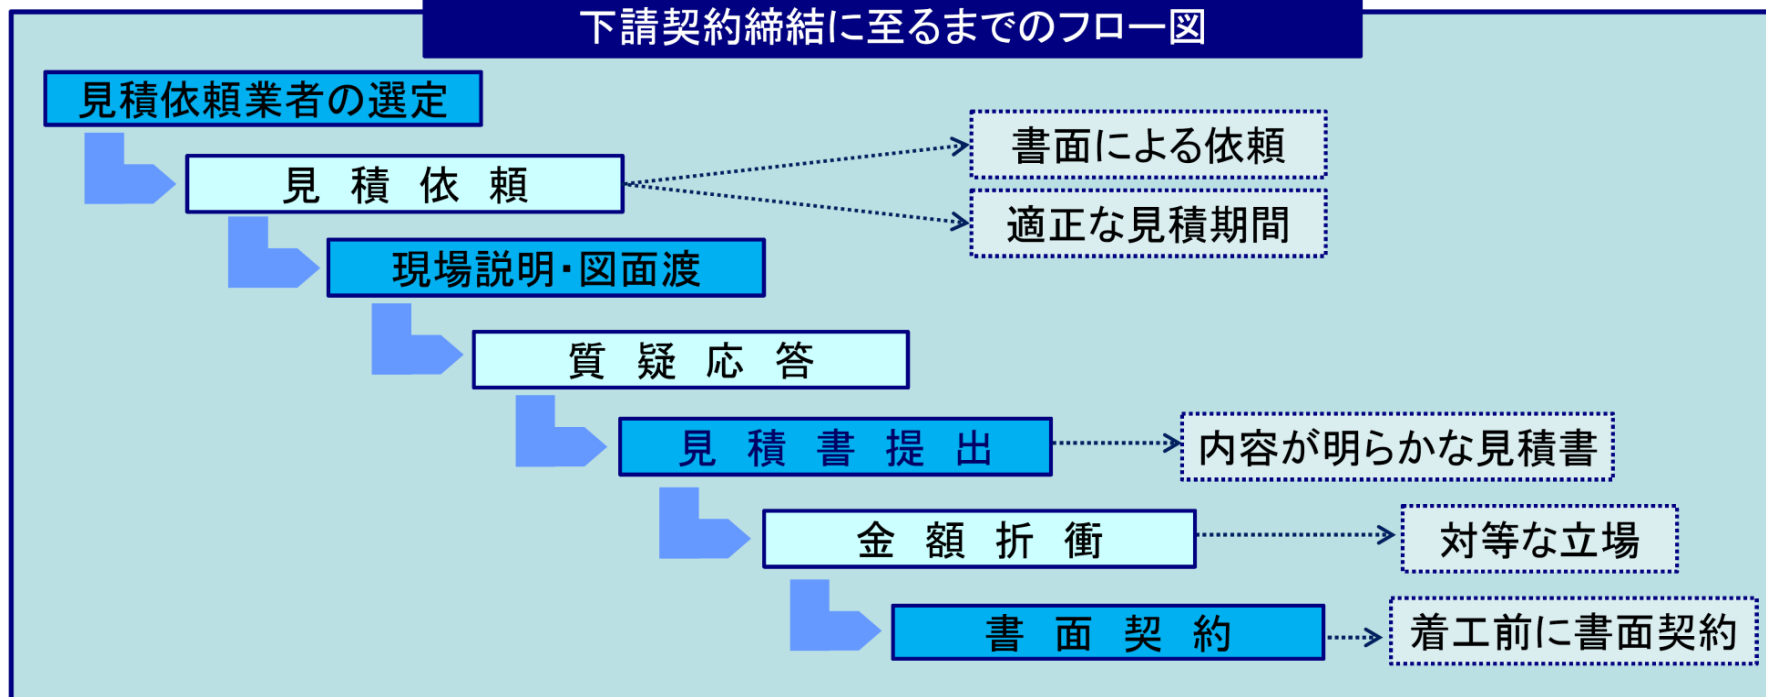 下請契約締結に至るまでのフロー図
見積依頼業者の選定
見積依頼
書面による依頼
適正な見積期間
現場説明・図面渡
質疑応答
見積書提出
内容が明らかな見積書
金額折衝
対等な立場
書面契約
着工前に書面契約